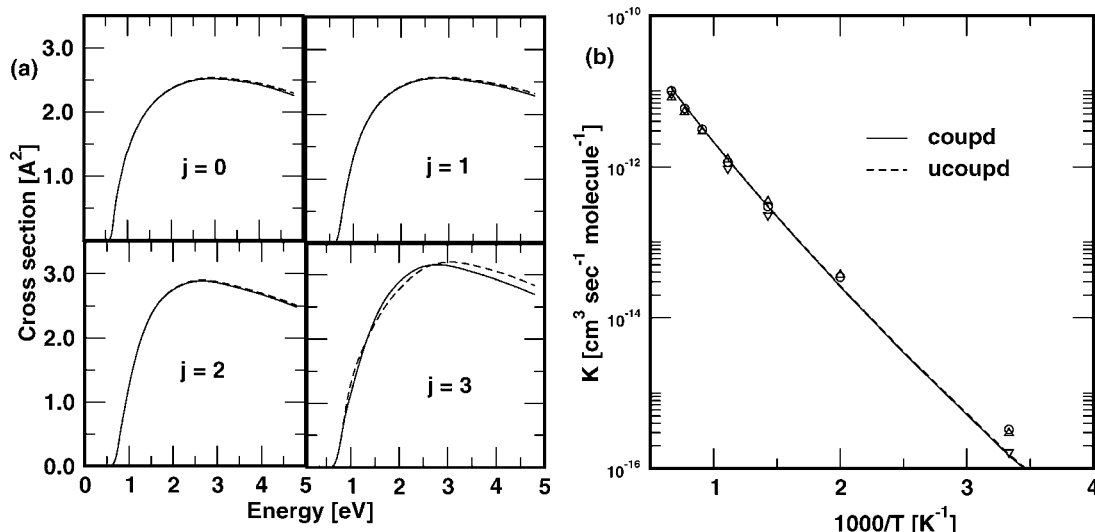 (a)
Cross section [A²]
3.0
2.0
1.0
j = 0
j = 1
3.0
2.0
1.0
0.0
j = 2
j = 3
0 1 2 3 4 5
0 1 2 3 4 5
Energy [eV]
(b)
K [cm³ sec⁻¹ molecule⁻¹]
10⁻¹⁰
10⁻¹²
10⁻¹⁴
10⁻¹⁶
coupd
ucoupd
1 2 3 4
1000/T [K⁻¹]